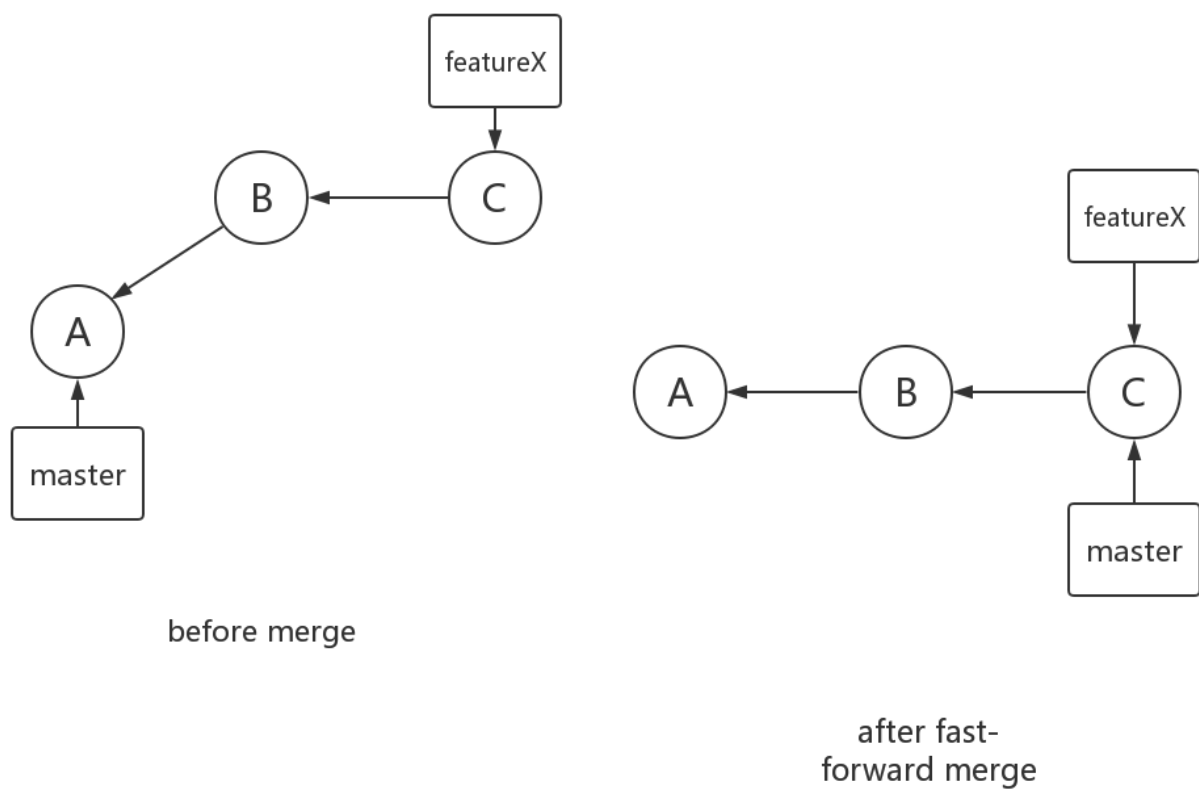 featureX
B
C
A
master
before merge
featureX
A
B
C
master
after fast-
forward merge